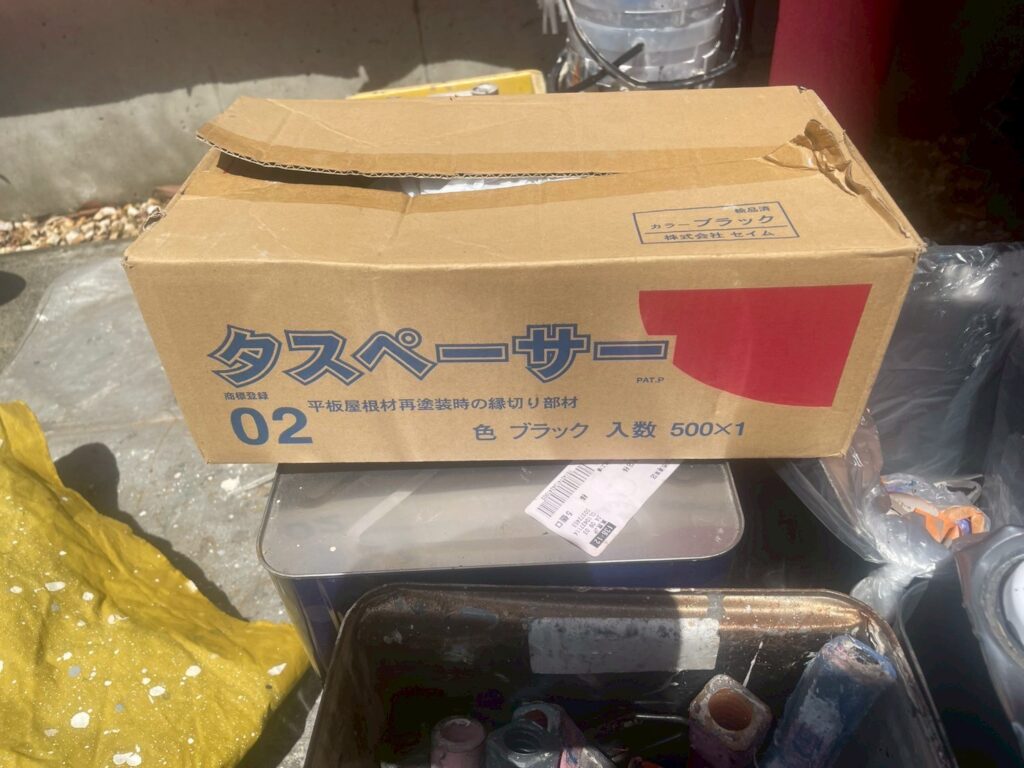 検品済
カラーブラック
株式会社 セイム
タスペーサー
PAT.P
商標登録
02
平板屋根材再塗装時の縁切り部材
色 ブラック 入数 500×1